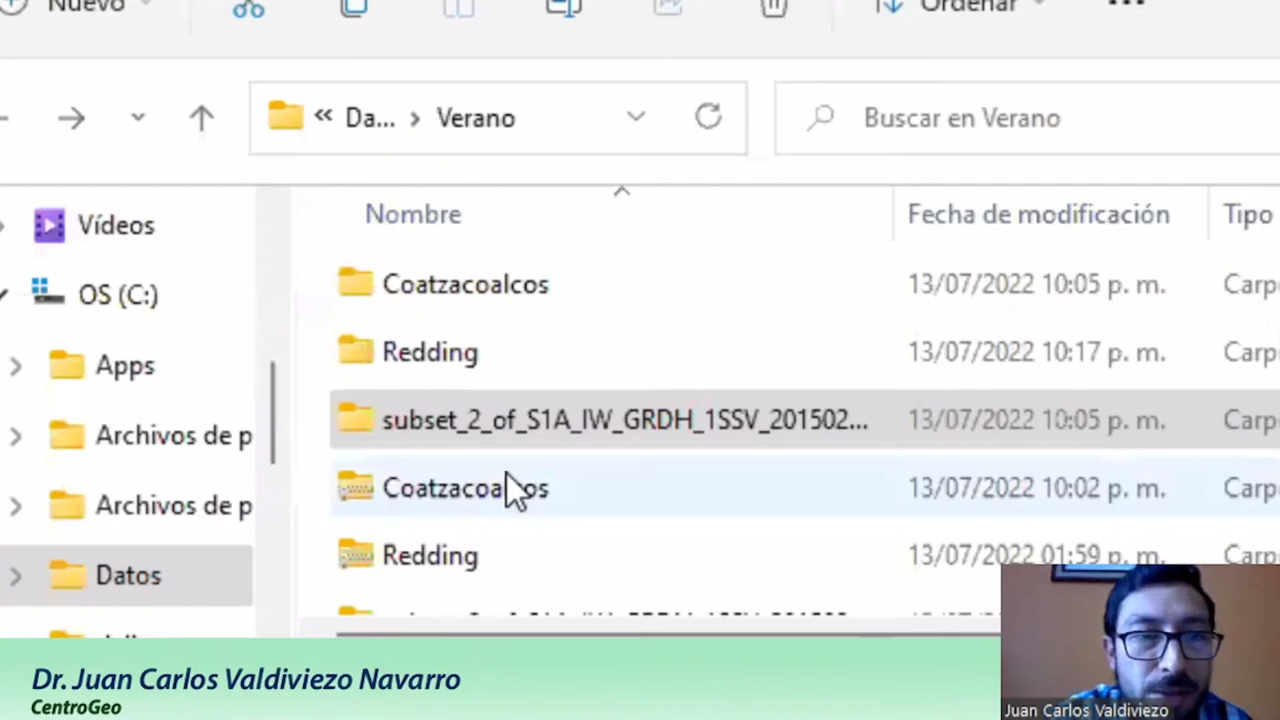 Nuevo
Ordenar
« Da... › Verano
Buscar en Verano
Nombre
Fecha de modificación
Tipo
Vídeos
OS (C:)
Apps
Archivos de p
Archivos de p
Datos
Coatzacoalcos 13/07/2022 10:05 p. m. Carp
Redding 13/07/2022 10:17 p. m. Carp
subset_2_of_S1A_IW_GRDH_1SSV_201502... 13/07/2022 10:05 p. m. Carp
Coatzacoalcos 13/07/2022 10:02 p. m. Carp
Redding 13/07/2022 01:59 p. m. Carp
Dr. Juan Carlos Valdiviezo Navarro
CentroGeo
Juan Carlos Valdiviezo